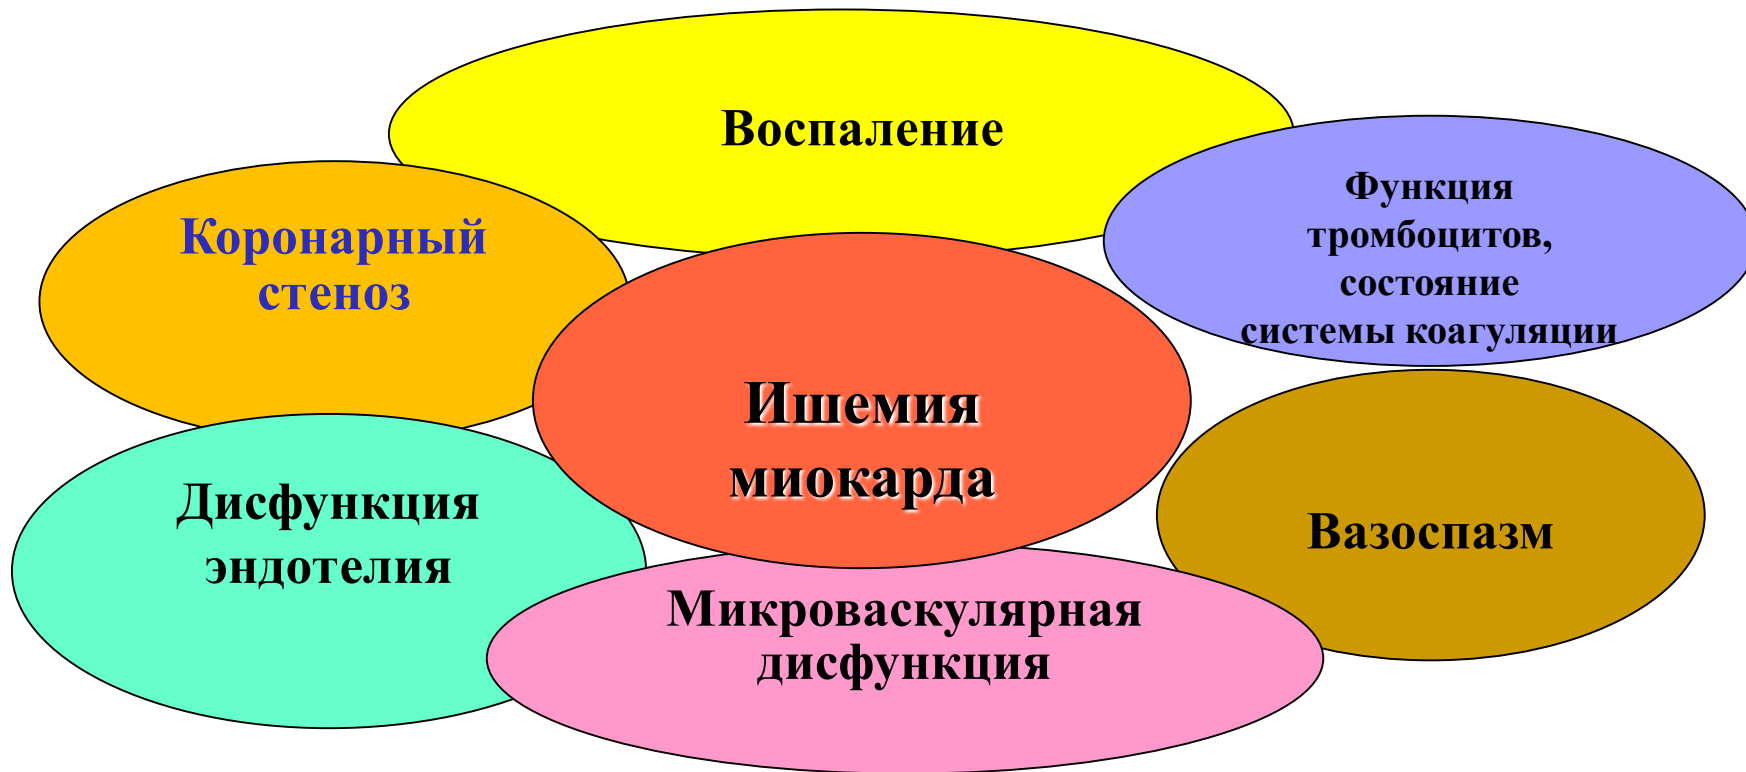 Воспаление
Коронарный
стеноз
Функция
тромбоцитов,
состояние
системы коагуляции
Ишемия
миокарда
Дисфункция
эндотелия
Вазоспазм
Микроваскулярная
дисфункция